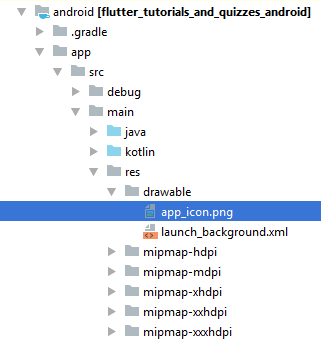 android [flutter_tutorials_and_quizzes_android]
.gradle
app
src
debug
main
java
kotlin
res
drawable
app_icon.png
launch_background.xml
mipmap-hdpi
mipmap-mdpi
mipmap-xhdpi
mipmap-xxhdpi
mipmap-xxxhdpi